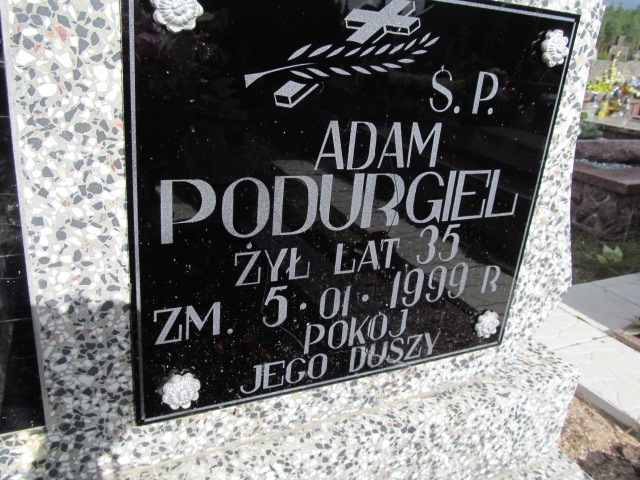 Ś.P.
ADAM
PODURGIEL
ŻYŁ LAT 35
ZM. 5.01.1999 R
POKÓJ
JEGO DUSZY